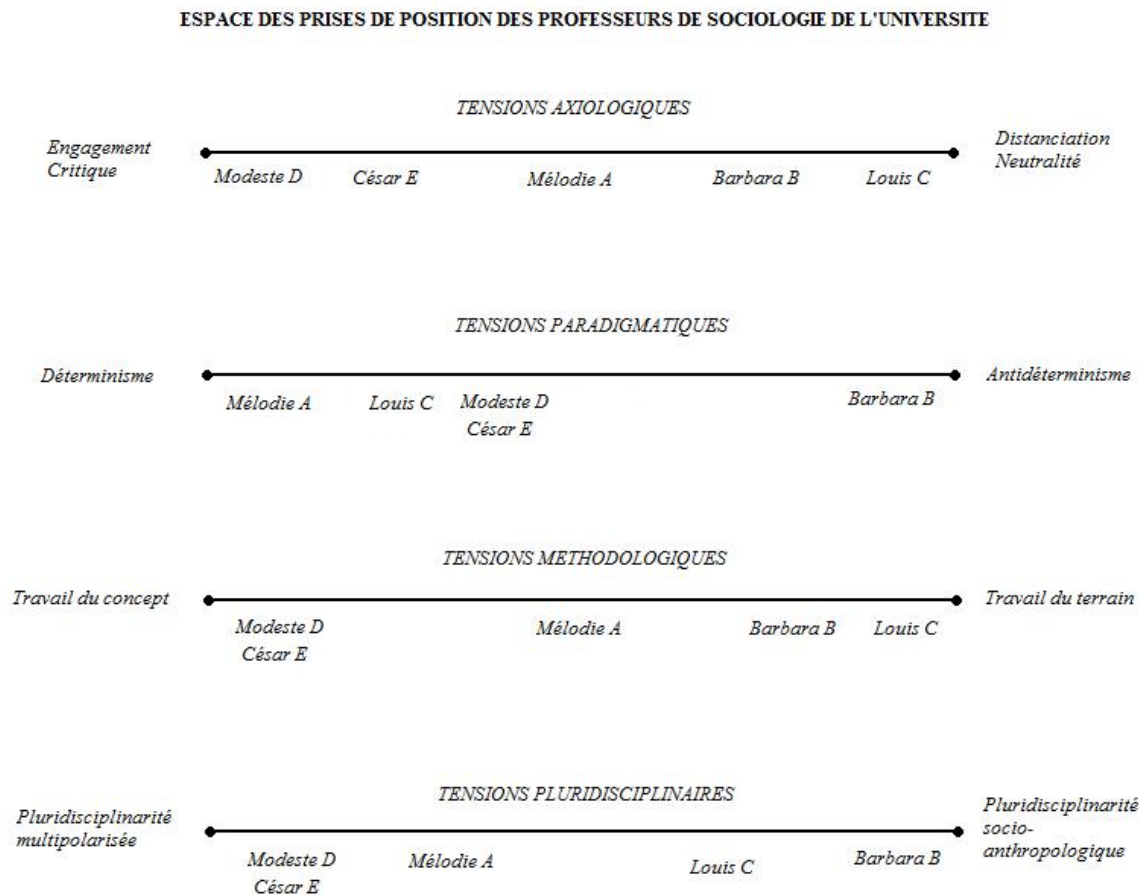 ESPACE DES PRISES DE POSITION DES PROFESSEURS DE SOCIOLOGIE DE L'UNIVERSITE
TENSIONS AXIOLOGIQUES
Engagement
Critique
Distanciation
Neutralité
Modeste D
César E
Mélodie A
Barbara B
Louis C
TENSIONS PARADIGMATIQUES
Déterminisme
Antidéterminisme
Mélodie A
Louis C
Modeste D
César E
Barbara B
TENSIONS METHODOLOGIQUES
Travail du concept
Travail du terrain
Modeste D
César E
Mélodie A
Barbara B
Louis C
TENSIONS PLURIDISCIPLINAIRES
Pluridisciplinarité
multipolarisée
Pluridisciplinarité
socio-
anthropologique
Modeste D
César E
Mélodie A
Louis C
Barbara B